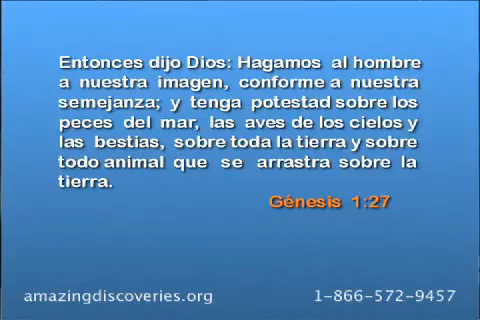 Entonces dijo Dios: Hagamos al hombre
a nuestra imagen, conforme a nuestra
semejanza; y tenga potestad sobre los
peces del mar, las aves de los cielos y
las bestias, sobre toda la tierra y sobre
todo animal que se arrastra sobre la
tierra.
Génesis 1:27
amazingdiscoveries.org 1-866-572-9457